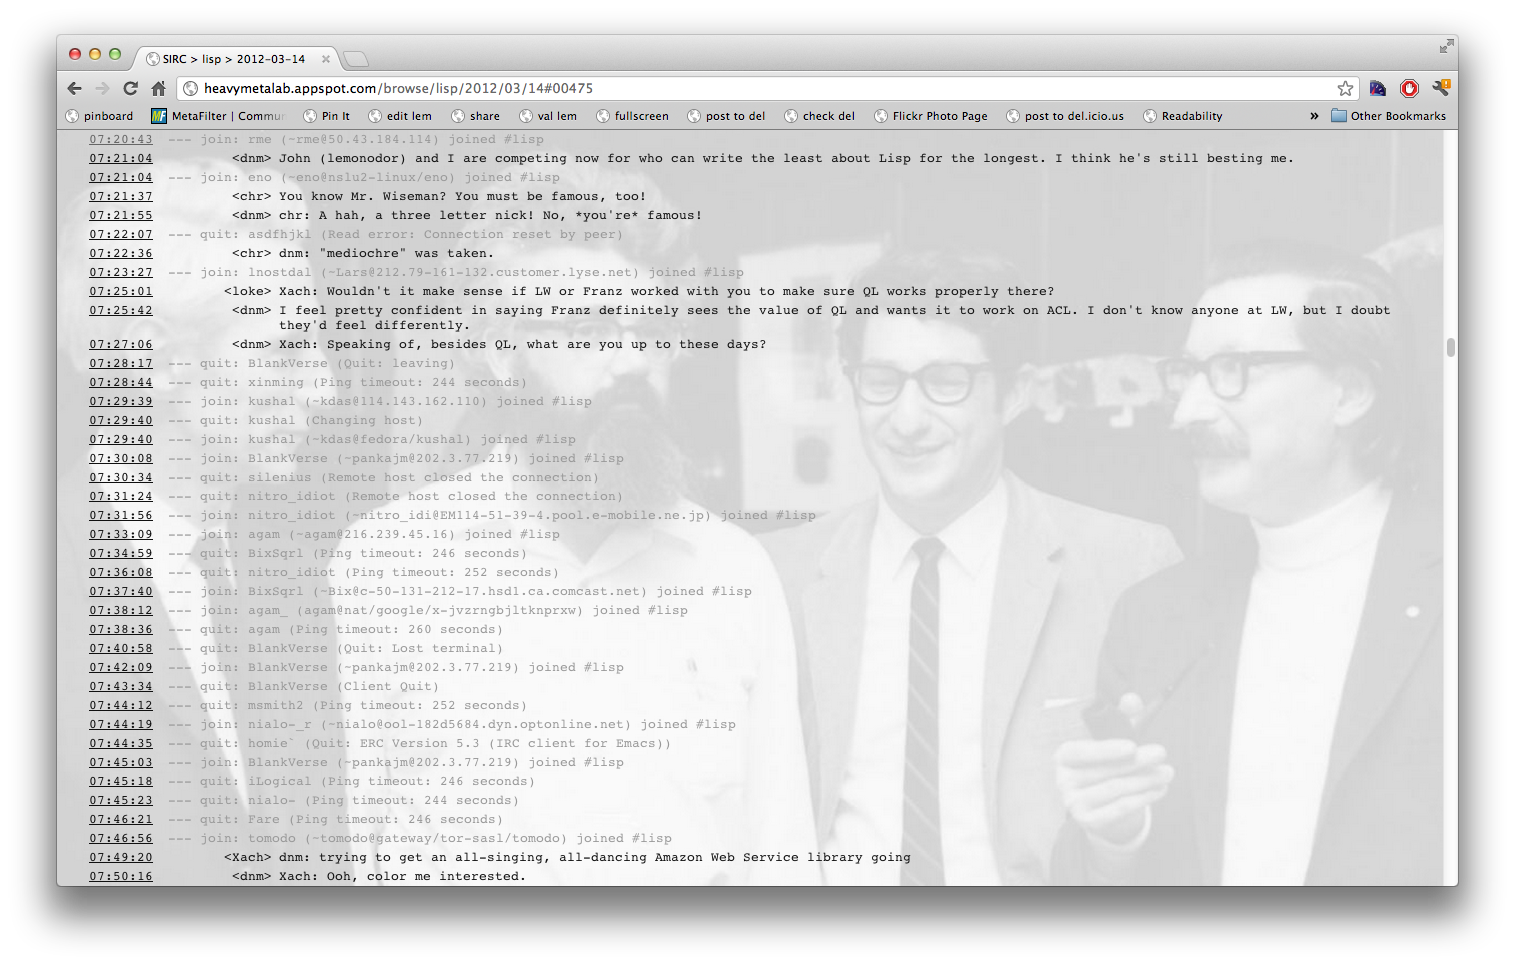 SIRC > lisp > 2012-03-14
heavymetalab.appspot.com/browse/lisp/2012/03/14#00475
pinboard MetaFilter | Commun Pin It edit lem share val lem fullscreen post to del check del Flickr Photo Page post to del.icio.us Readability » Other Bookmarks
07:20:43 --- join: rme (~rme@50.43.184.114) joined #lisp
07:21:04 <dnm> John (lemonodor) and I are competing now for who can write the least about Lisp for the longest. I think he's still besting me.
07:21:04 --- join: eno (~eno@nslu2-linux/eno) joined #lisp
07:21:37 <chr> You know Mr. Wiseman? You must be famous, too!
07:21:55 <dnm> chr: A hah, a three letter nick! No, *you're* famous!
07:22:07 --- quit: asdfhjkl (Read error: Connection reset by peer)
07:22:36 <chr> dnm: "mediochre" was taken.
07:23:27 --- join: lnostdal (~Lars@212.79-161-132.customer.lyse.net) joined #lisp
07:25:01 <loke> Xach: Wouldn't it make sense if LW or Franz worked with you to make sure QL works properly there?
07:25:42 <dnm> I feel pretty confident in saying Franz definitely sees the value of QL and wants it to work on ACL. I don't know anyone at LW, but I doubt
they'd feel differently.
07:27:06 <dnm> Xach: Speaking of, besides QL, what are you up to these days?
07:28:17 --- quit: BlankVerse (Quit: leaving)
07:28:44 --- quit: xinming (Ping timeout: 244 seconds)
07:29:39 --- join: kushal (~kdas@114.143.162.110) joined #lisp
07:29:40 --- quit: kushal (Changing host)
07:29:40 --- join: kushal (~kdas@fedora/kushal) joined #lisp
07:30:08 --- join: BlankVerse (~pankajm@202.3.77.219) joined #lisp
07:30:34 --- quit: silenius (Remote host closed the connection)
07:31:24 --- quit: nitro_idiot (Remote host closed the connection)
07:31:56 --- join: nitro_idiot (~nitro_idi@EM114-51-39-4.pool.e-mobile.ne.jp) joined #lisp
07:33:09 --- join: agam (~agam@216.239.45.16) joined #lisp
07:34:59 --- quit: BixSqrl (Ping timeout: 246 seconds)
07:36:08 --- quit: nitro_idiot (Ping timeout: 252 seconds)
07:37:40 --- join: BixSqrl (~Bix@c-50-131-212-17.hsd1.ca.comcast.net) joined #lisp
07:38:12 --- join: agam_ (agam@nat/google/x-jvzrngbjltknprxw) joined #lisp
07:38:36 --- quit: agam (Ping timeout: 260 seconds)
07:40:58 --- quit: BlankVerse (Quit: Lost terminal)
07:42:09 --- join: BlankVerse (~pankajm@202.3.77.219) joined #lisp
07:43:34 --- quit: BlankVerse (Client Quit)
07:44:12 --- quit: msmith2 (Ping timeout: 252 seconds)
07:44:19 --- join: nialo-_r (~nialo@ool-182d5684.dyn.optonline.net) joined #lisp
07:44:35 --- quit: homie` (Quit: ERC Version 5.3 (IRC client for Emacs))
07:45:03 --- join: BlankVerse (~pankajm@202.3.77.219) joined #lisp
07:45:18 --- quit: iLogical (Ping timeout: 246 seconds)
07:45:23 --- quit: nialo- (Ping timeout: 244 seconds)
07:46:21 --- quit: Fare (Ping timeout: 246 seconds)
07:46:56 --- join: tomodo (~tomodo@gateway/tor-sasl/tomodo) joined #lisp
07:49:20 <Xach> dnm: trying to get an all-singing, all-dancing Amazon Web Service library going
07:50:16 <dnm> Xach: Ooh, color me interested.